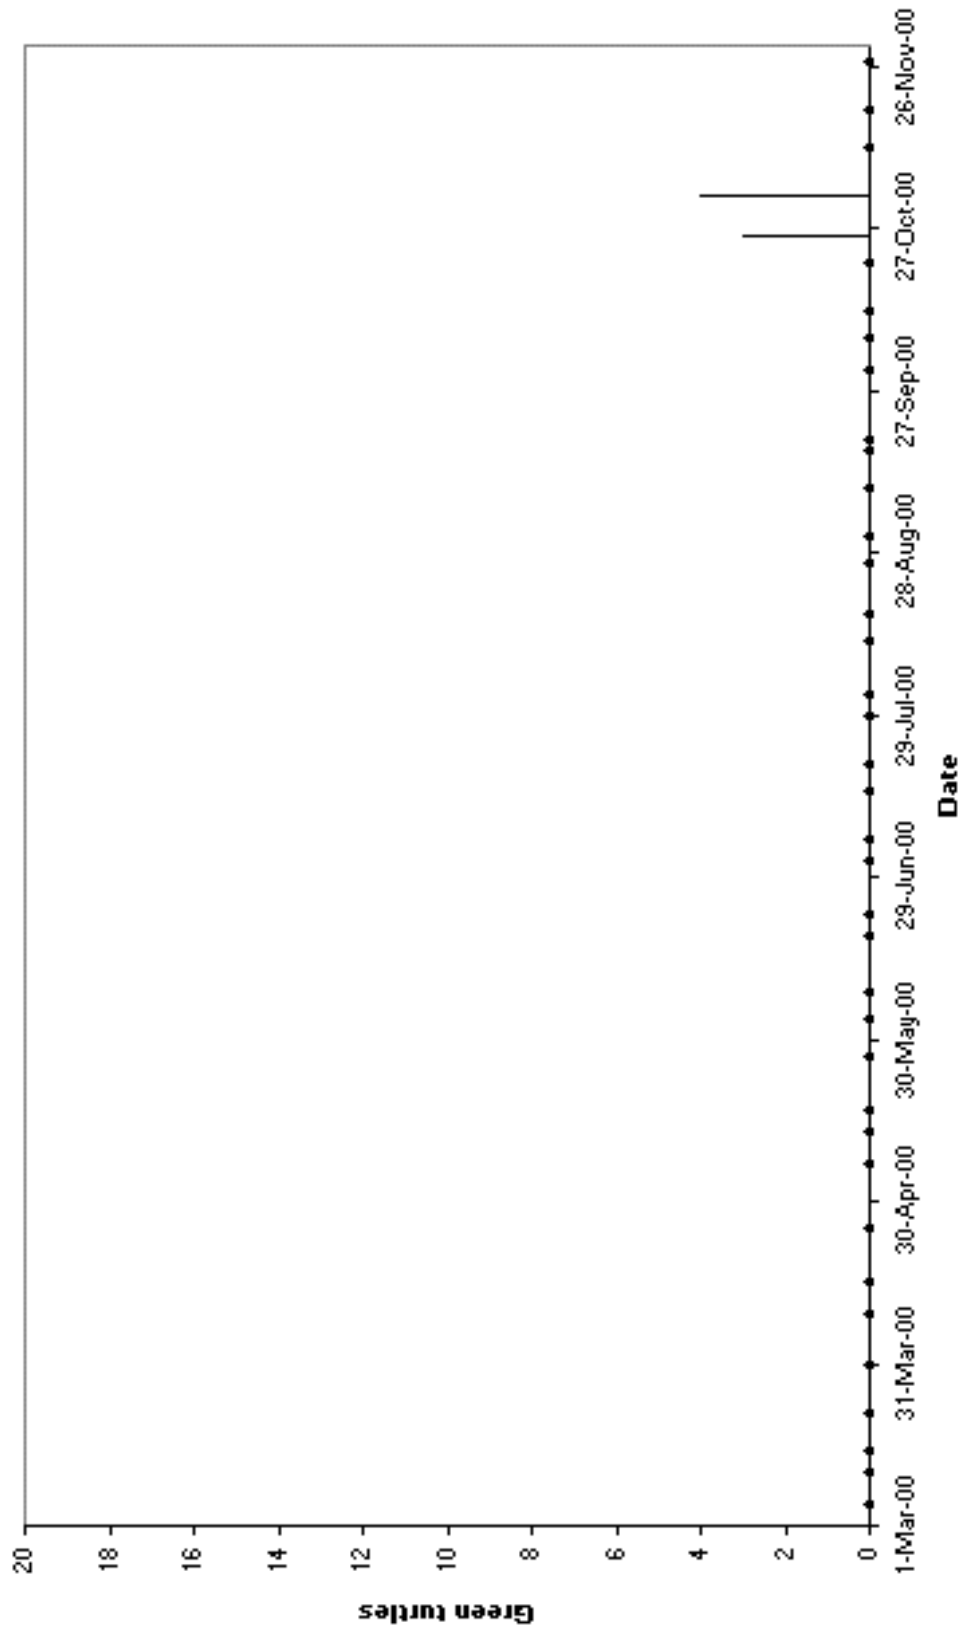 20
18
16
14
12
10
8
6
4
2
0
Green turtles
1-Mar-00
31-Mar-00
30-Apr-00
30-May-00
29-Jun-00
29-Jul-00
28-Aug-00
27-Sep-00
27-Oct-00
26-Nov-00
Date